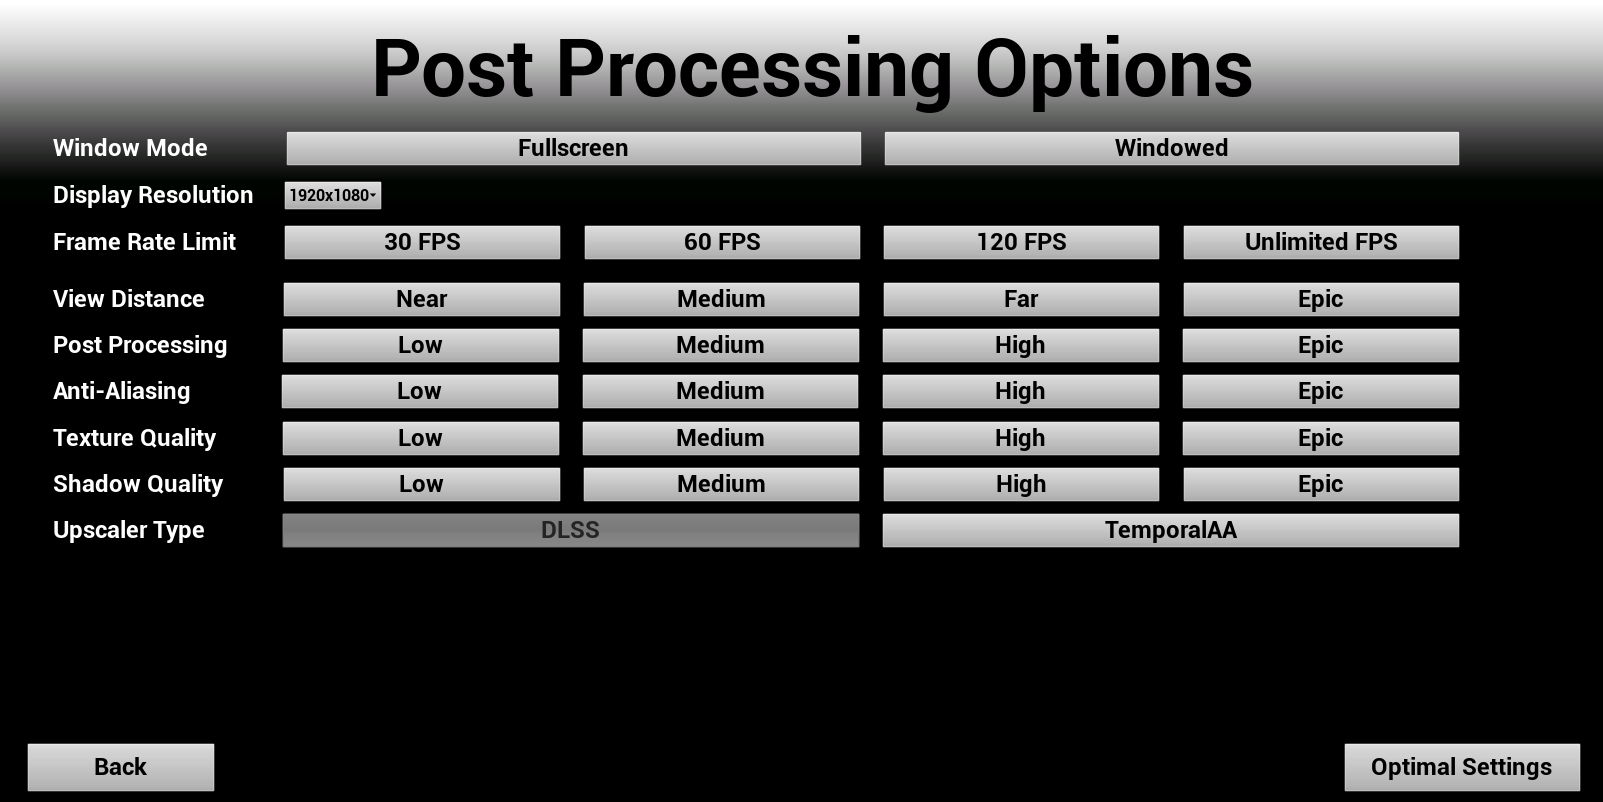 Post Processing Options
Window Mode Fullscreen Windowed
Display Resolution 1920x1080
Frame Rate Limit 30 FPS 60 FPS 120 FPS Unlimited FPS
View Distance Near Medium Far Epic
Post Processing Low Medium High Epic
Anti-Aliasing Low Medium High Epic
Texture Quality Low Medium High Epic
Shadow Quality Low Medium High Epic
Upscaler Type DLSS TemporalAA
Back Optimal Settings